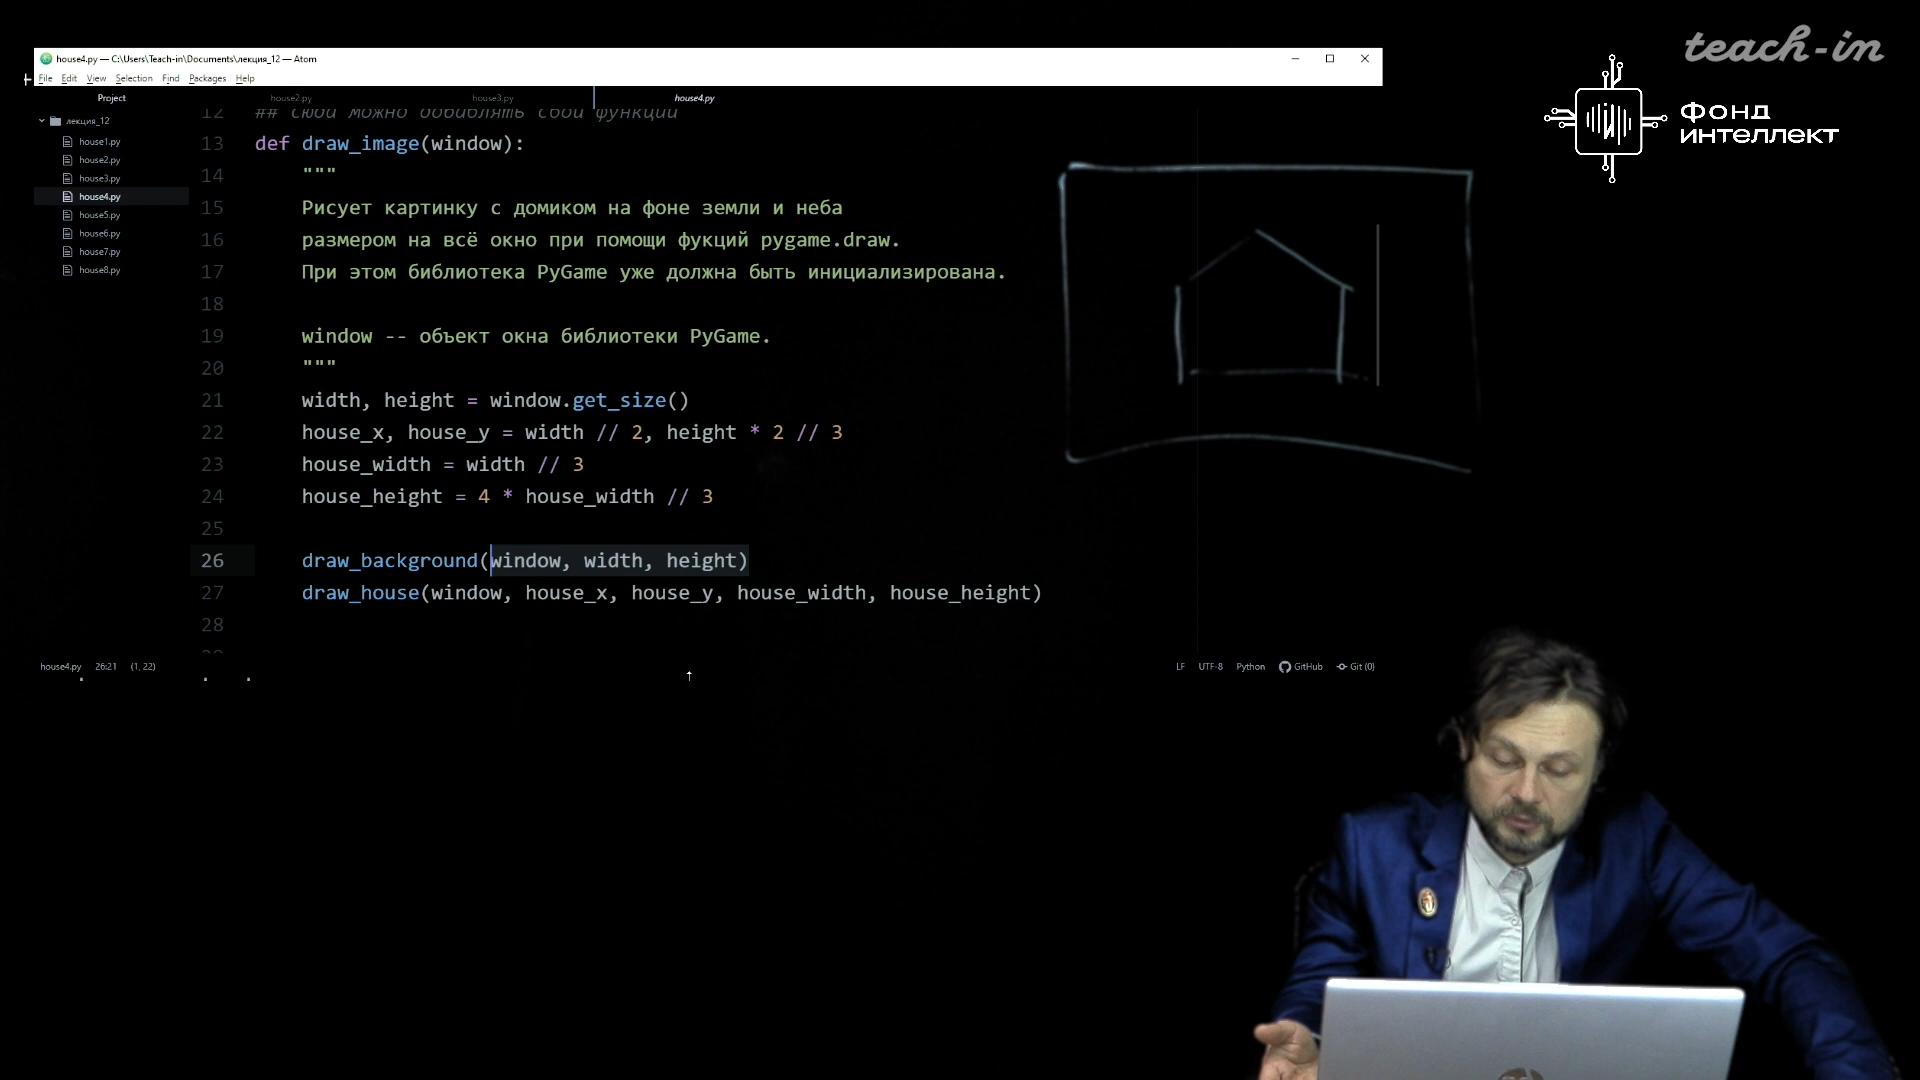 teach-in
ФОНД
ИНТЕЛЛЕКТ
house4.py — C:\Users\Teach-in\Documents\лекция_12 — Atom
File Edit View Selection Find Packages Help
Project
house2.py house3.py house4.py
лекция_12
house1.py
house2.py
house3.py
house4.py
house5.py
house6.py
house7.py
house8.py
12 ## Сюда можно добавлять свои функции
13 def draw_image(window):
14 """
15 Рисует картинку с домиком на фоне земли и неба
16 размером на всё окно при помощи фукций pygame.draw.
17 При этом библиотека PyGame уже должна быть инициализирована.
18
19 window -- объект окна библиотеки PyGame.
20 """
21 width, height = window.get_size()
22 house_x, house_y = width // 2, height * 2 // 3
23 house_width = width // 3
24 house_height = 4 * house_width // 3
25
26 draw_background(window, width, height)
27 draw_house(window, house_x, house_y, house_width, house_height)
28
house4.py 26:21 (1, 22) LF UTF-8 Python GitHub Git (0)